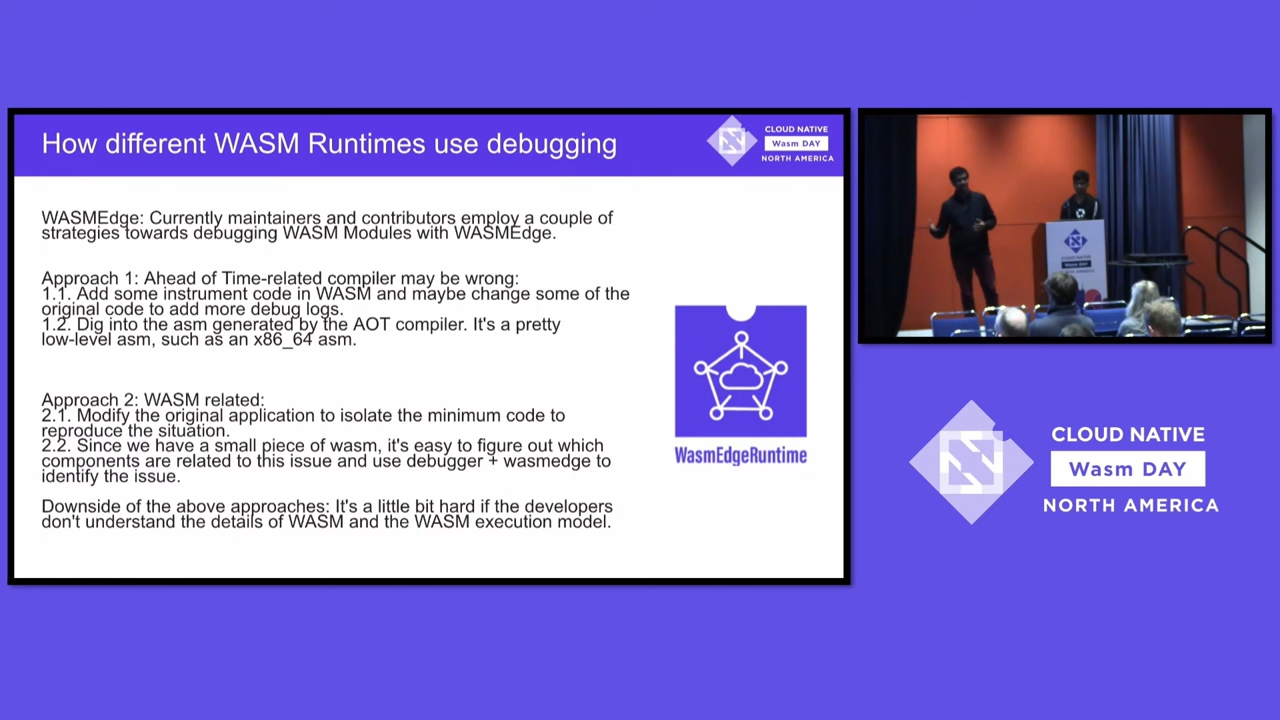 How different WASM Runtimes use debugging
CLOUD NATIVE
Wasm DAY
NORTH AMERICA
WASMEdge: Currently maintainers and contributors employ a couple of
strategies towards debugging WASM Modules with WASMEdge.
Approach 1: Ahead of Time-related compiler may be wrong:
1.1. Add some instrument code in WASM and maybe change some of the
original code to add more debug logs.
1.2. Dig into the asm generated by the AOT compiler. It's a pretty
low-level asm, such as an x86_64 asm.
Approach 2: WASM related:
2.1. Modify the original application to isolate the minimum code to
reproduce the situation.
2.2. Since we have a small piece of wasm, it's easy to figure out which
components are related to this issue and use debugger + wasmedge to
identify the issue.
Downside of the above approaches: It's a little bit hard if the developers
don't understand the details of WASM and the WASM execution model.
WasmEdgeRuntime
CLOUD NATIVE
Wasm DAY
NORTH AMERICA
CLOUD NATIVE
Wasm DAY
NORTH AMERICA